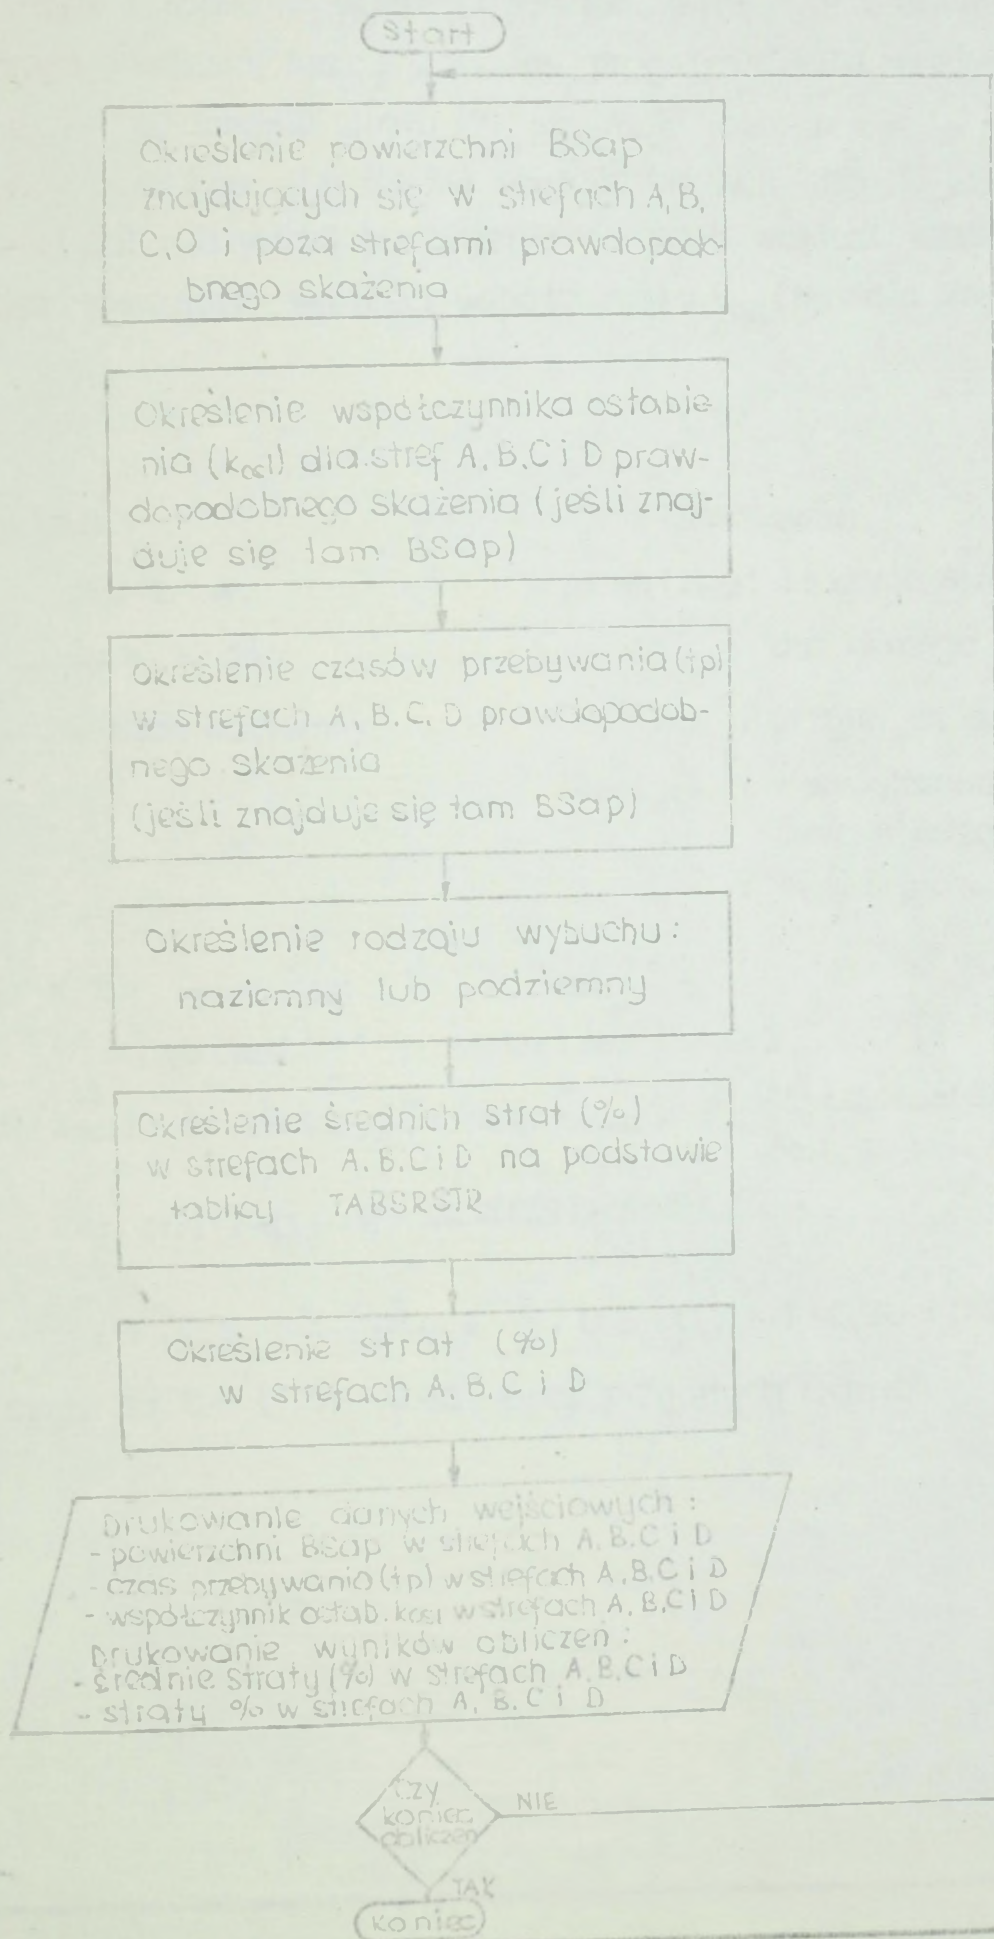 Start
Określenie powierzchni BSap
znajdujących się w strefach A, B,
C, O i poza strefami prawdopodo-
bnego skażenia
Określenie współczynnika osłabie-
nia (kosł) dla stref A, B, C i D praw-
dopodobnego skażenia (jeśli znaj-
duje się tam BSap)
Określenie czasów przebywania (tp)
w strefach A, B, C, D prawdopodob-
nego skażenia
(jeśli znajduje się tam BSap)
Określenie rodzaju wybuchu:
naziemny lub podziemny
Określenie średnich strat (%)
w strefach A, B, C i D na podstawie
tablicy TABSRSTR
Określenie strat (%)
w strefach A, B, C i D
Drukowanie danych wejściowych:
- powierzchni BSap w strefach A, B, C i D
- czas przebywania (tp) w strefach A, B, C i D
- współczynnik osłab. kosł w strefach A, B, C i D
Drukowanie wyników obliczeń:
- średnie straty (%) w strefach A, B, C i D
- straty % w strefach A, B, C i D
Czy
koniec
obliczeń
NIE
TAK
koniec